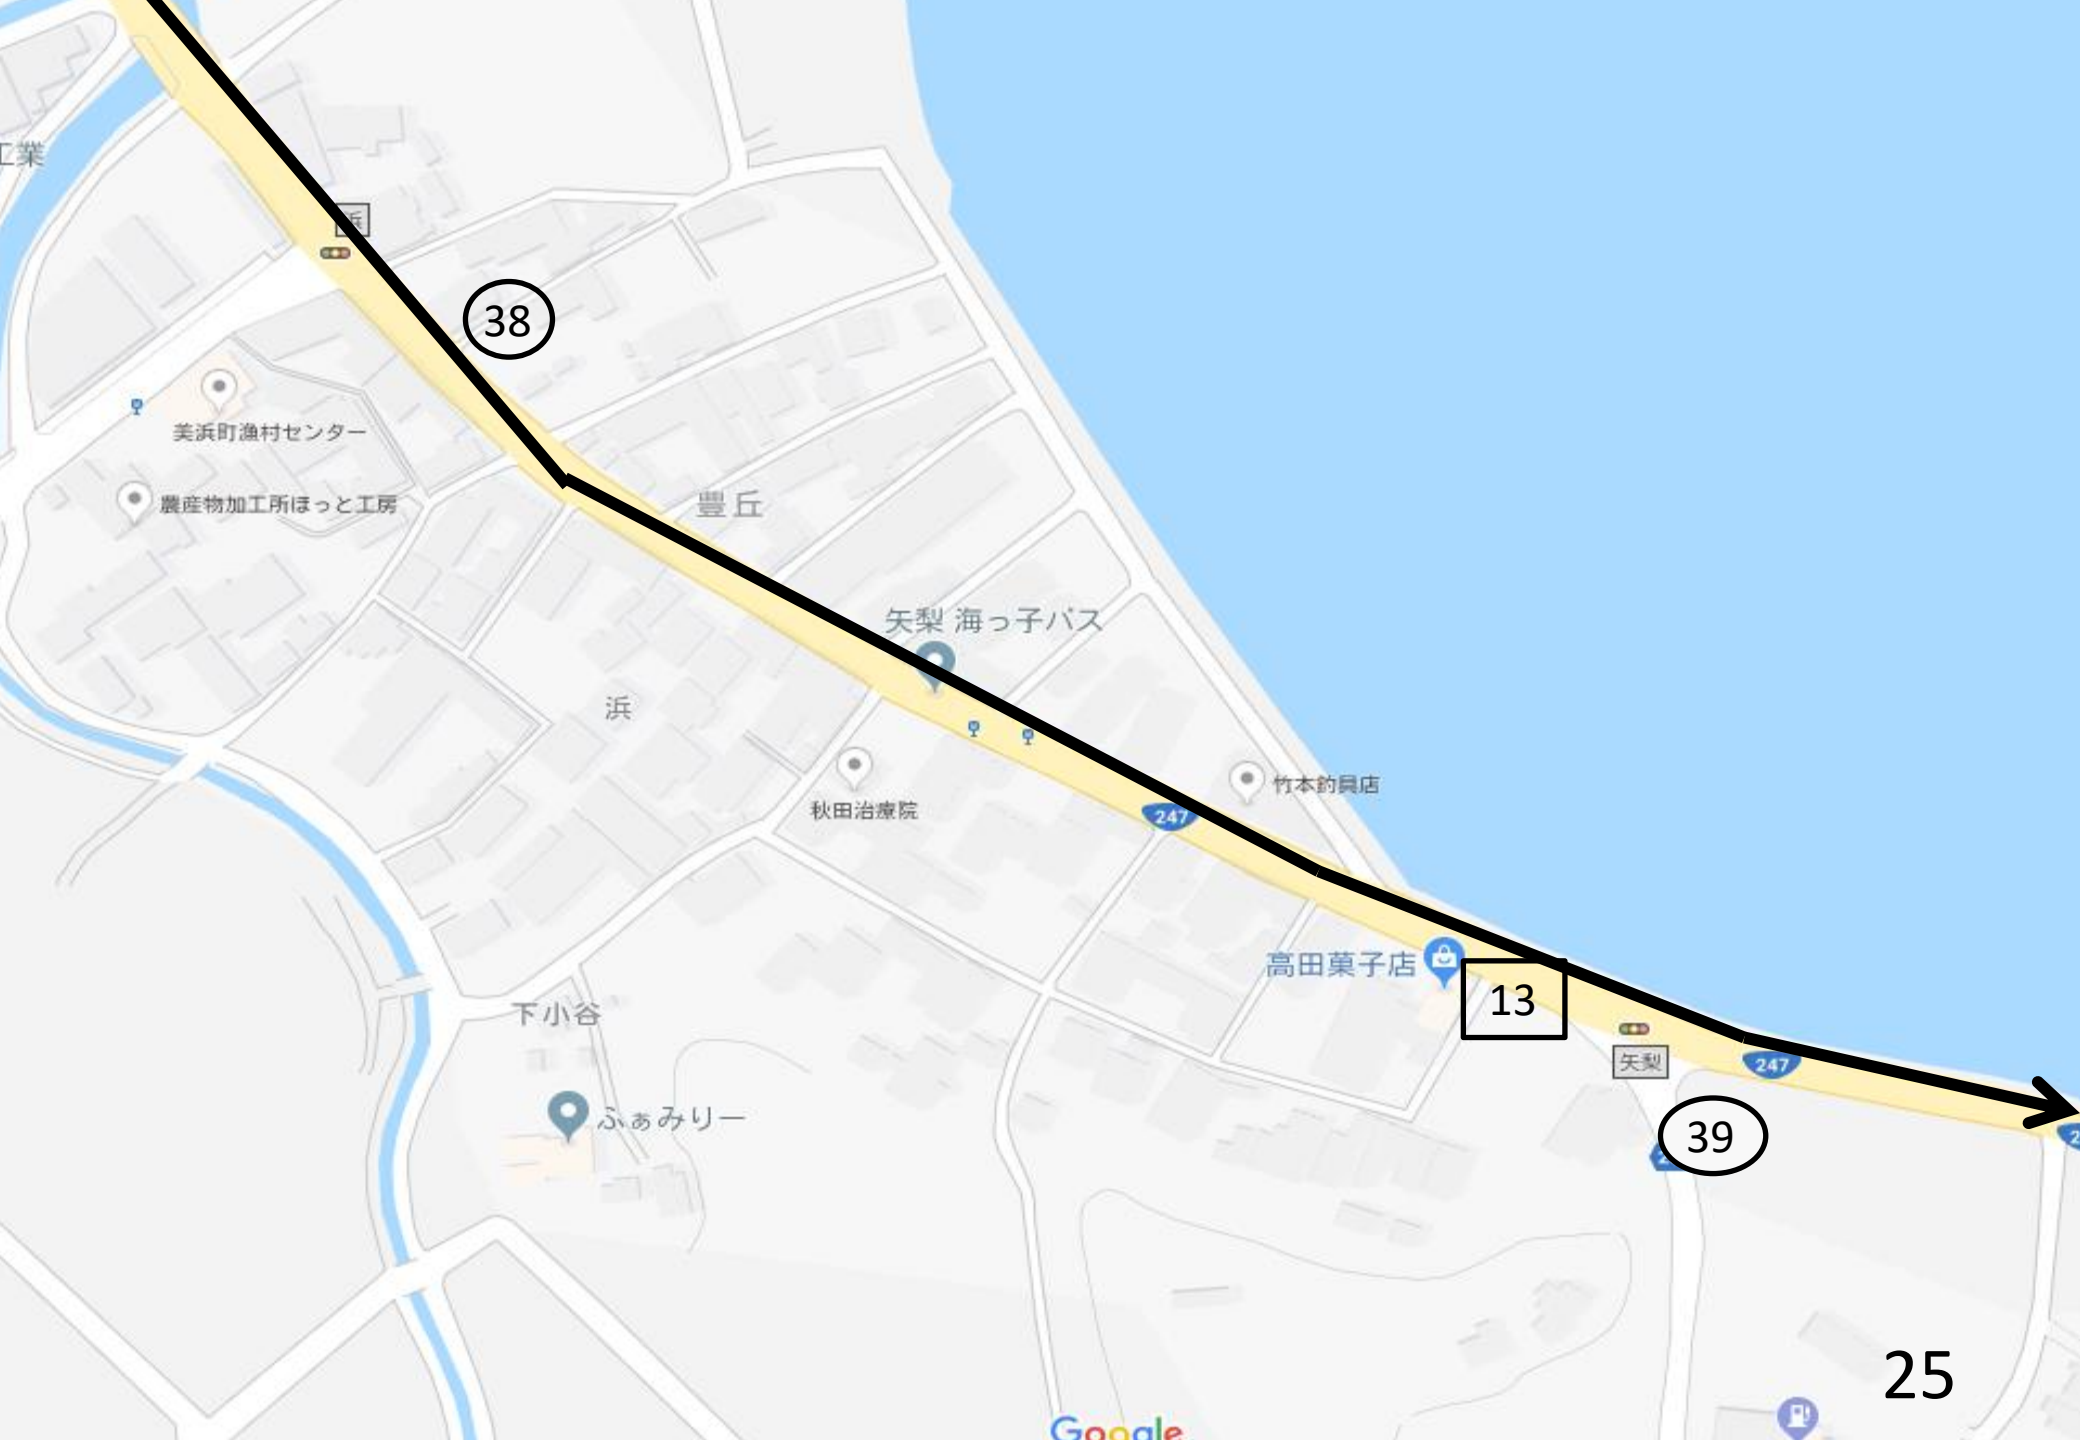 工業
浜
38
美浜町漁村センター
農産物加工所ほっと工房
豊丘
矢梨 海っ子バス
浜
竹本釣具店
秋田治療院
247
高田菓子店
13
下小谷
矢梨
247
ふぁみりー
39
2
2
25
Google